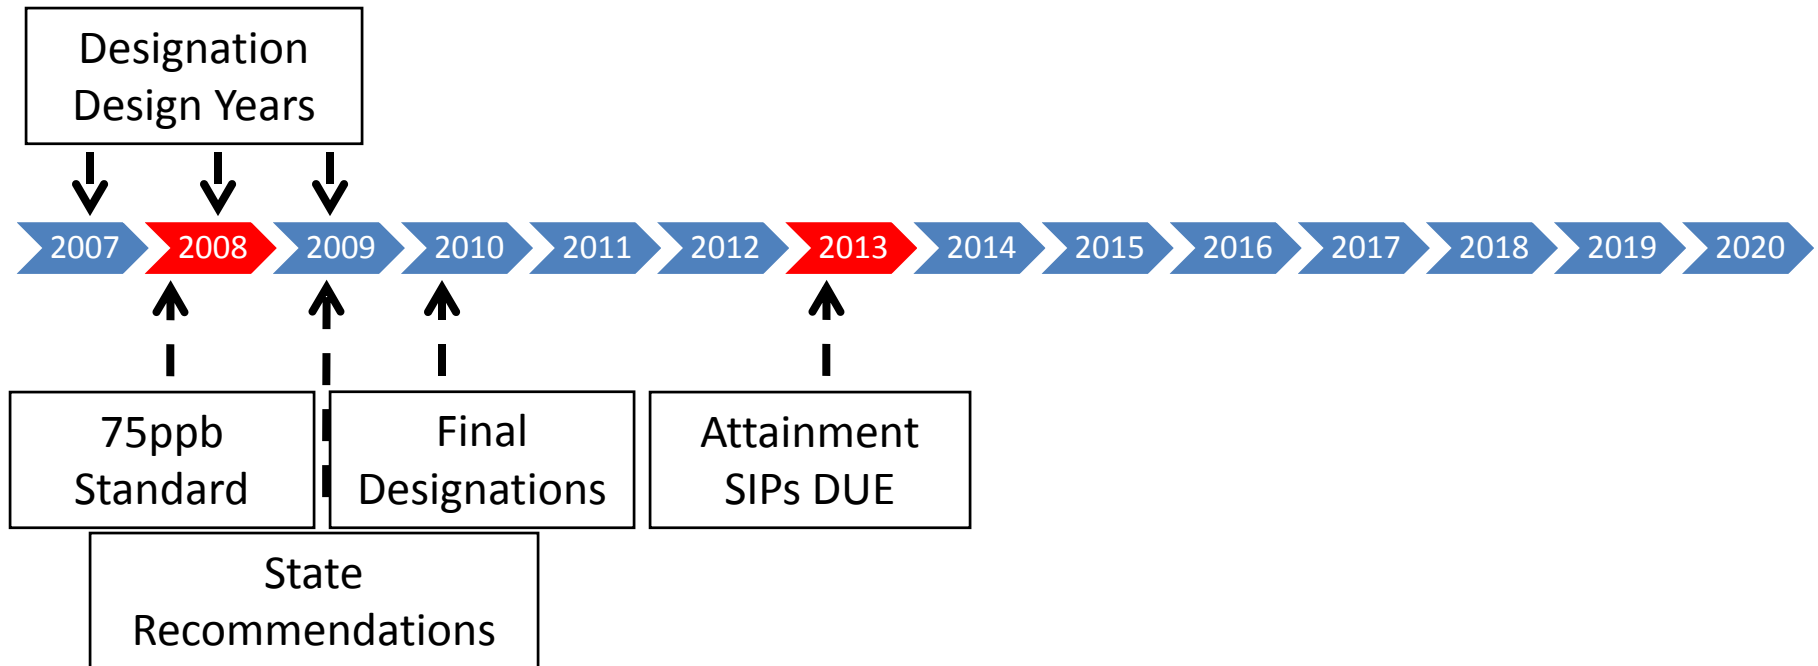 Designation
Design Years
2007 2008 2009 2010 2011 2012 2013 2014 2015 2016 2017 2018 2019 2020
75ppb
Standard
Final
Designations
Attainment
SIPs DUE
State
Recommendations